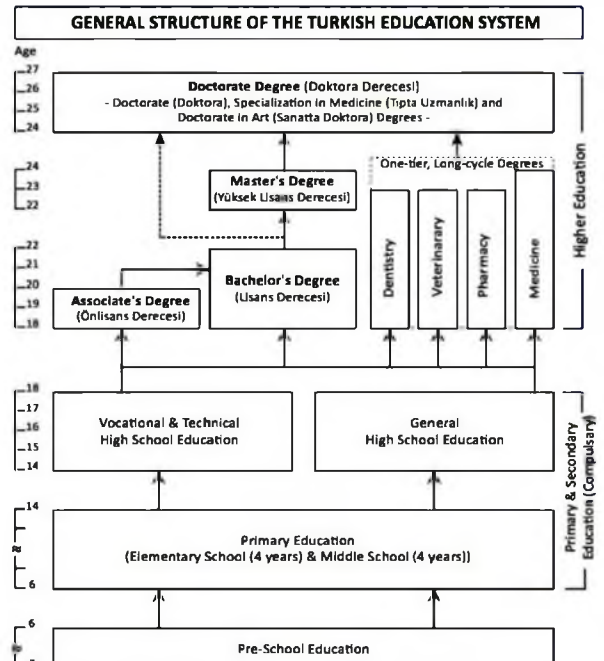 GENERAL STRUCTURE OF THE TURKISH EDUCATION SYSTEM
Age
27
26
25
24
Doctorate Degree (Doktora Derecesi)
- Doctorate (Doktora), Specialization in Medicine (Tıpta Uzmanlık) and
Doctorate in Art (Sanatta Doktora) Degrees -
24
23
22
Master's Degree
(Yüksek Lisans Derecesi)
One-tier, Long-cycle Degrees
Higher Education
22
21
20
19
18
Associate's Degree
(Önlisans Derecesi)
Bachelor's Degree
(Lisans Derecesi)
Dentistry
Veterinarary
Pharmacy
Medicine
18
17
16
15
14
Vocational & Technical
High School Education
General
High School Education
Primary & Secondary
Education (Compulsary)
14
≈
6
Primary Education
(Elementary School (4 years) & Middle School (4 years))
6
≈
Pre-School Education